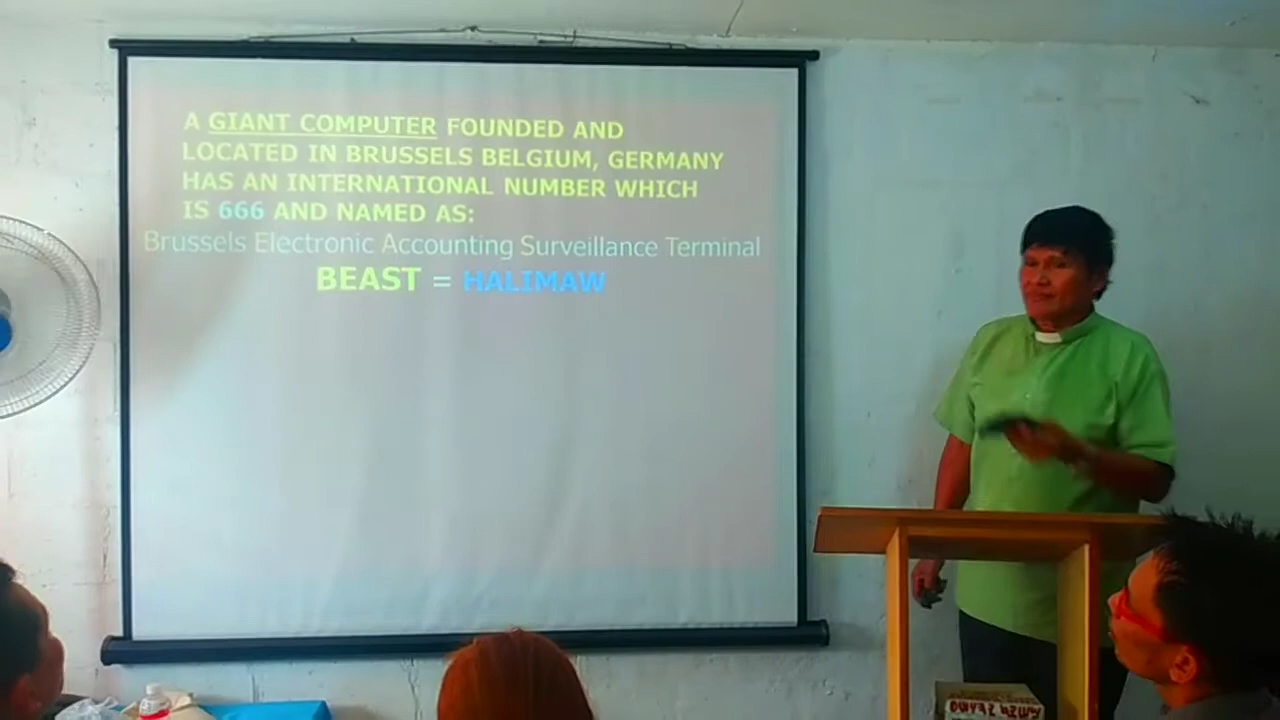 A GIANT COMPUTER FOUNDED AND
LOCATED IN BRUSSELS BELGIUM, GERMANY
HAS AN INTERNATIONAL NUMBER WHICH
IS 666 AND NAMED AS:
Brussels Electronic Accounting Surveillance Terminal
BEAST = HALIMAW